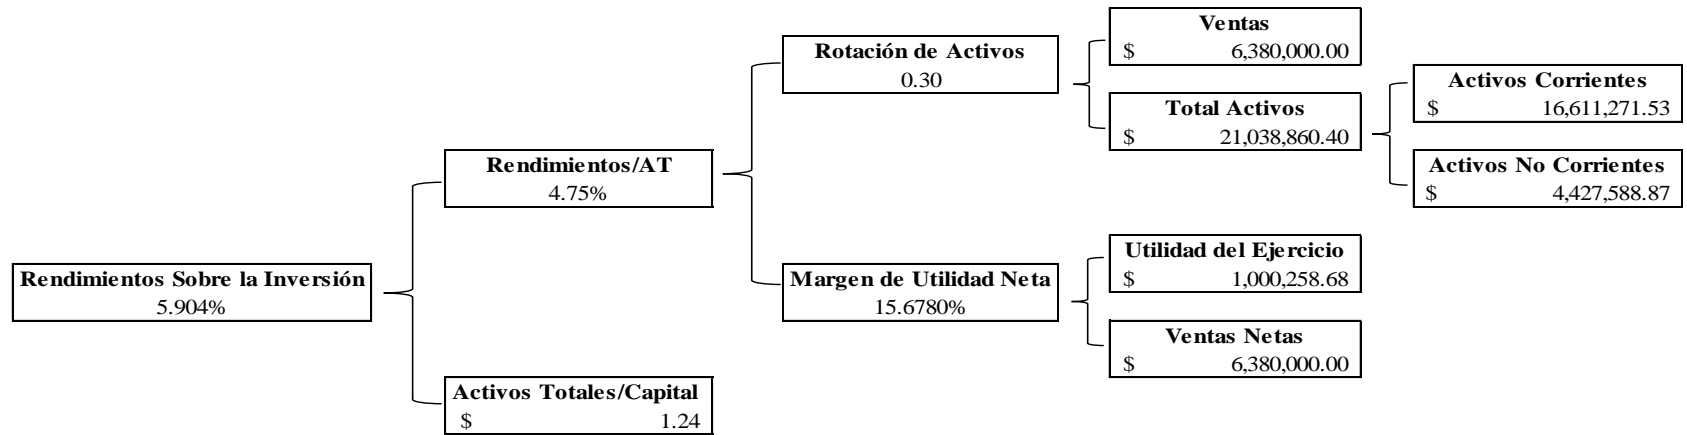 Ventas
$ 6,380,000.00
Rotación de Activos
0.30
Activos Corrientes
$ 16,611,271.53
Total Activos
$ 21,038,860.40
Rendimientos/AT
4.75%
Activos No Corrientes
$ 4,427,588.87
Utilidad del Ejercicio
$ 1,000,258.68
Rendimientos Sobre la Inversión
5.904%
Margen de Utilidad Neta
15.6780%
Ventas Netas
$ 6,380,000.00
Activos Totales/Capital
$ 1.24